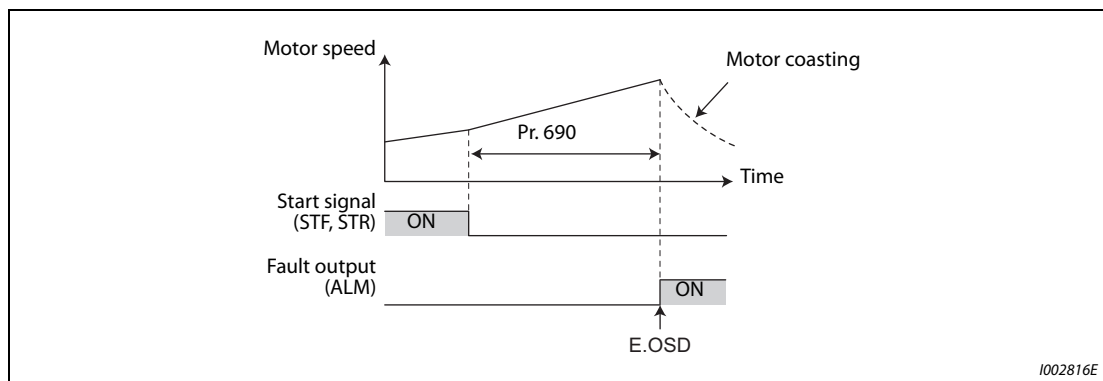 Motor speed
Motor coasting
Pr. 690
Time
Start signal
(STF, STR)
ON
Fault output
(ALM)
ON
E.OSD
I002816E